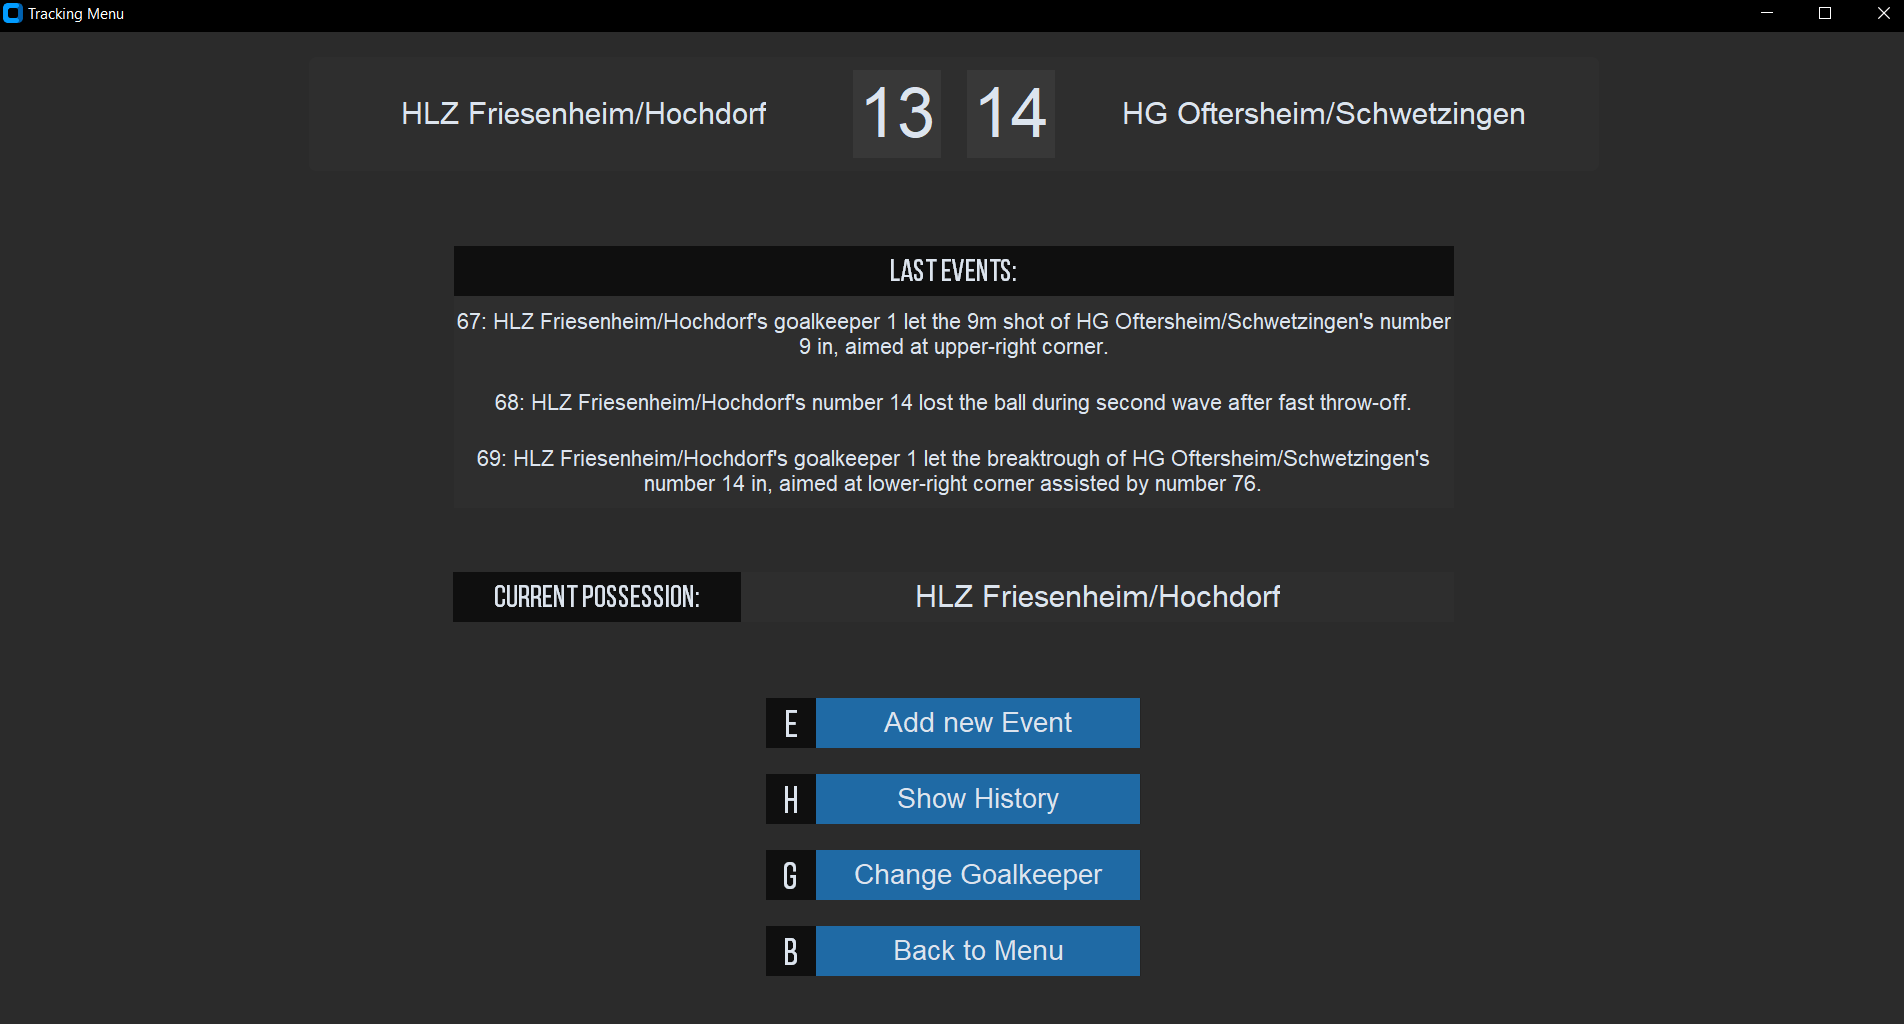 Tracking Menu
HLZ Friesenheim/Hochdorf
13
14
HG Oftersheim/Schwetzingen
LAST EVENTS:
67: HLZ Friesenheim/Hochdorf's goalkeeper 1 let the 9m shot of HG Oftersheim/Schwetzingen's number
9 in, aimed at upper-right corner.
68: HLZ Friesenheim/Hochdorf's number 14 lost the ball during second wave after fast throw-off.
69: HLZ Friesenheim/Hochdorf's goalkeeper 1 let the breaktrough of HG Oftersheim/Schwetzingen's
number 14 in, aimed at lower-right corner assisted by number 76.
CURRENT POSSESSION:
HLZ Friesenheim/Hochdorf
E Add new Event
H Show History
G Change Goalkeeper
B Back to Menu